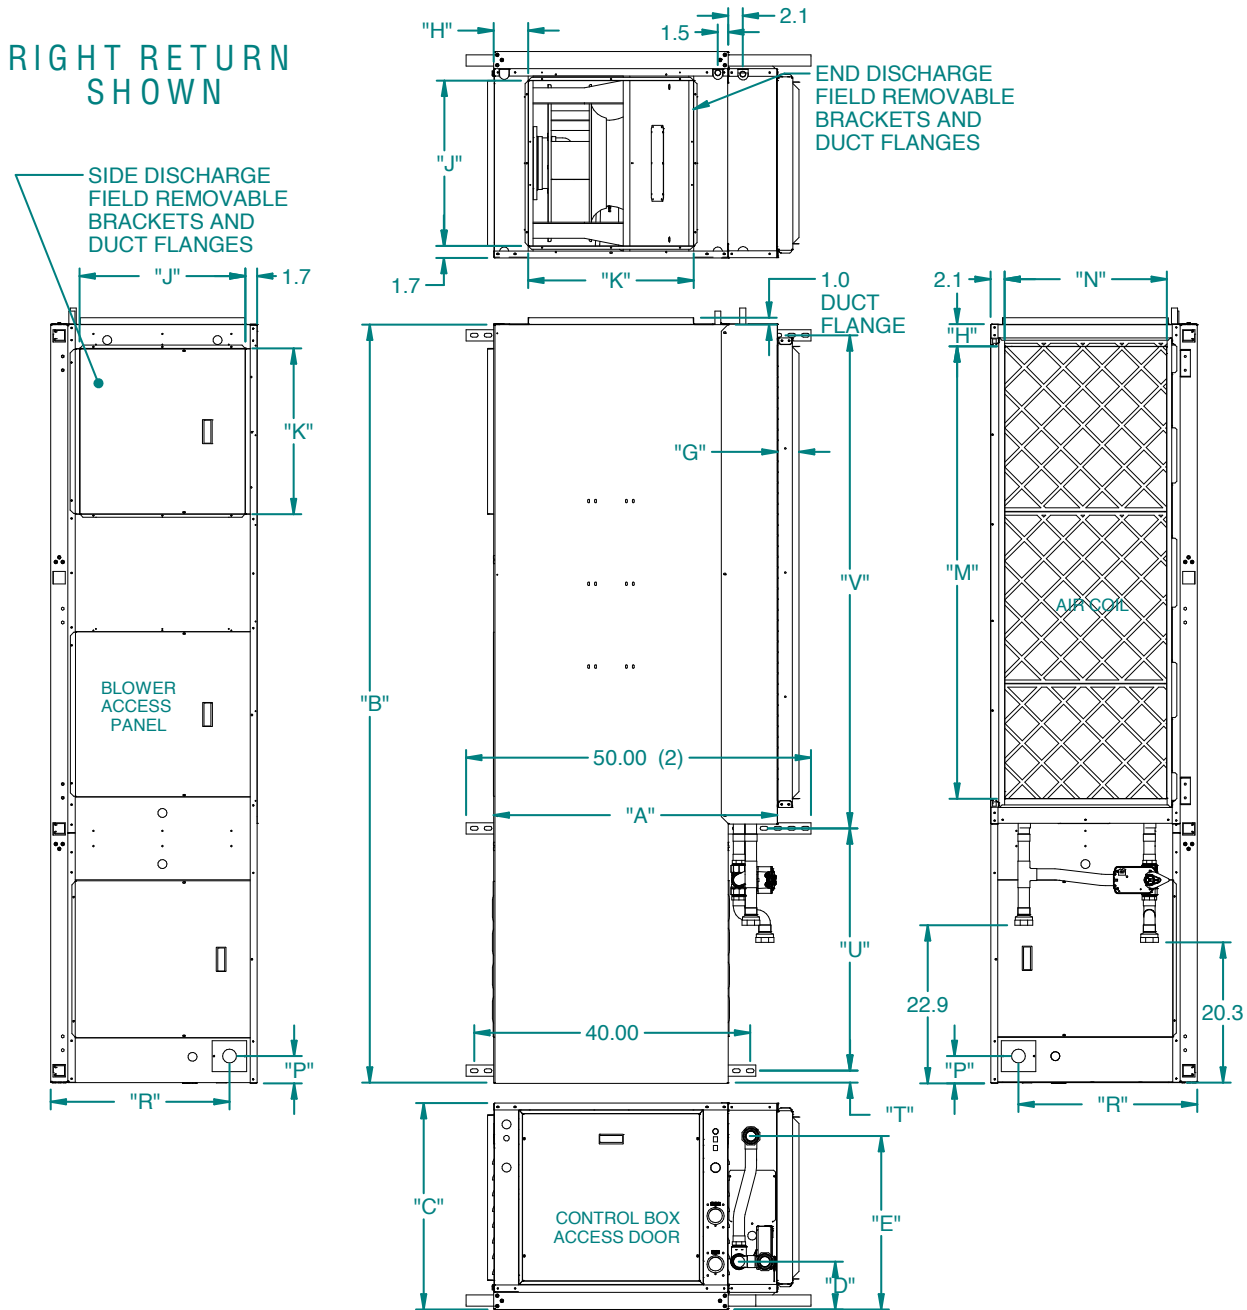 RIGHT RETURN
SHOWN
"H"
1.5
2.1
END DISCHARGE
FIELD REMOVABLE
BRACKETS AND
DUCT FLANGES
"J"
1.7
"K"
SIDE DISCHARGE
FIELD REMOVABLE
BRACKETS AND
DUCT FLANGES
"J"
1.7
"K"
BLOWER
ACCESS
PANEL
"P"
"R"
1.0
DUCT
FLANGE
"G"
"B"
"V"
50.00 (2)
"A"
"U"
40.00
"T"
2.1
"N"
"H"
"M"
AIR COIL
22.9
20.3
"P"
"R"
"C"
CONTROL BOX
ACCESS DOOR
"E"
"D"